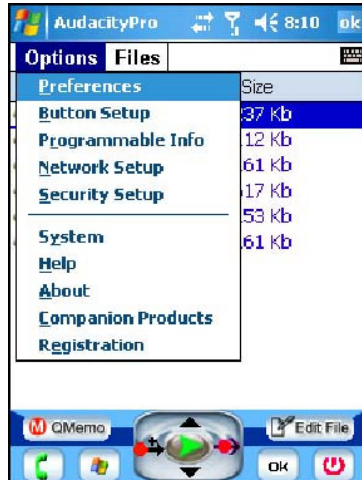 AudacityPro 8:10 ok
Options Files
Preferences Size
Button Setup 37 Kb
Programmable Info 12 Kb
Network Setup 61 Kb
Security Setup 17 Kb
53 Kb
System 61 Kb
Help
About
Companion Products
Registration
QMemo Edit File
OK